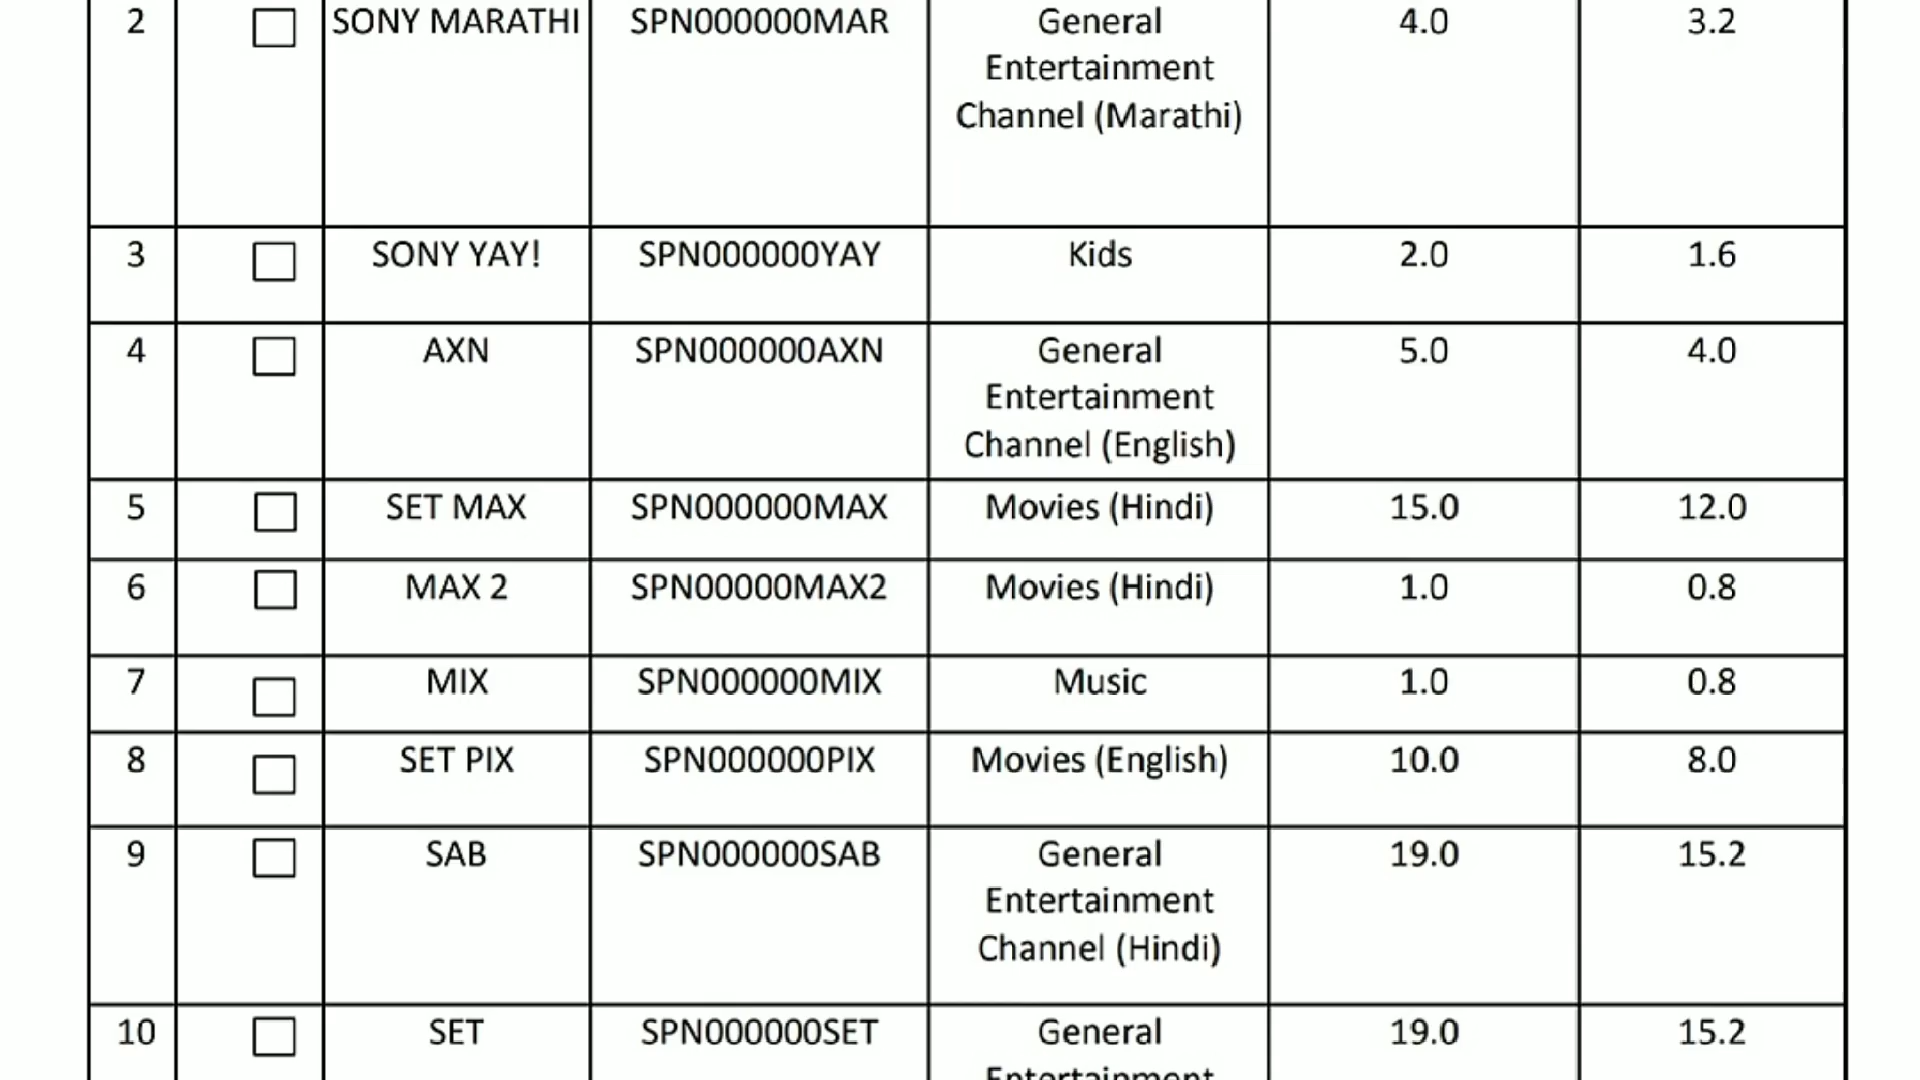 2 SONY MARATHI SPN000000MAR General 4.0 3.2
Entertainment
Channel (Marathi)
3 SONY YAY! SPN000000YAY Kids 2.0 1.6
4 AXN SPN000000AXN General 5.0 4.0
Entertainment
Channel (English)
5 SET MAX SPN000000MAX Movies (Hindi) 15.0 12.0
6 MAX 2 SPN00000MAX2 Movies (Hindi) 1.0 0.8
7 MIX SPN000000MIX Music 1.0 0.8
8 SET PIX SPN000000PIX Movies (English) 10.0 8.0
9 SAB SPN000000SAB General 19.0 15.2
Entertainment
Channel (Hindi)
10 SET SPN000000SET General 19.0 15.2
Entertainment